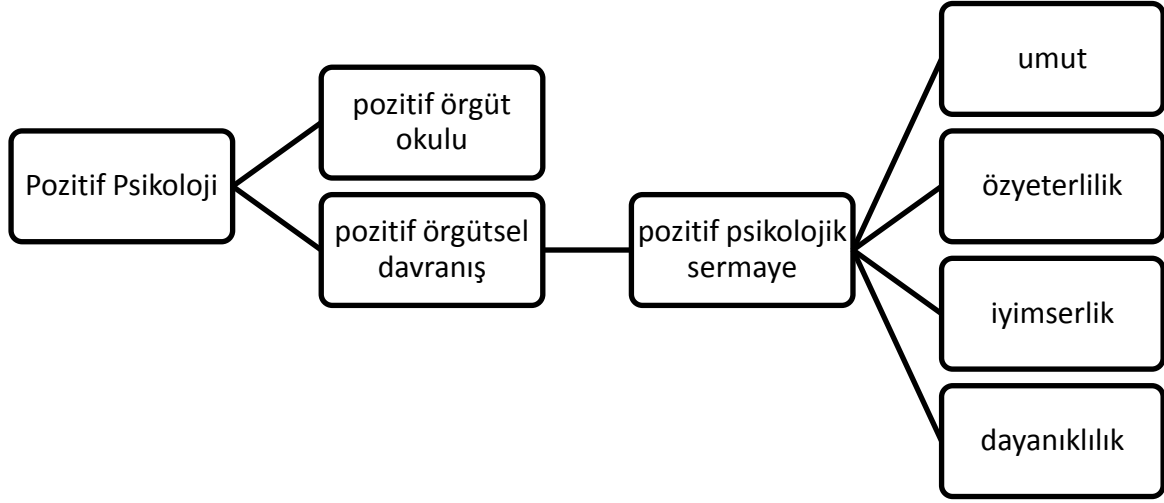 Pozitif Psikoloji
pozitif örgüt
okulu
pozitif örgütsel
davranış
pozitif psikolojik
sermaye
umut
özyeterlilik
iyimserlik
dayanıklılık